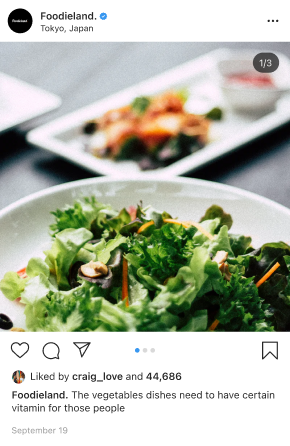 Foodieland.
Tokyo, Japan
1/3
Liked by craig_love and 44,686
Foodieland. The vegetables dishes need to have certain
vitamin for those people
September 19